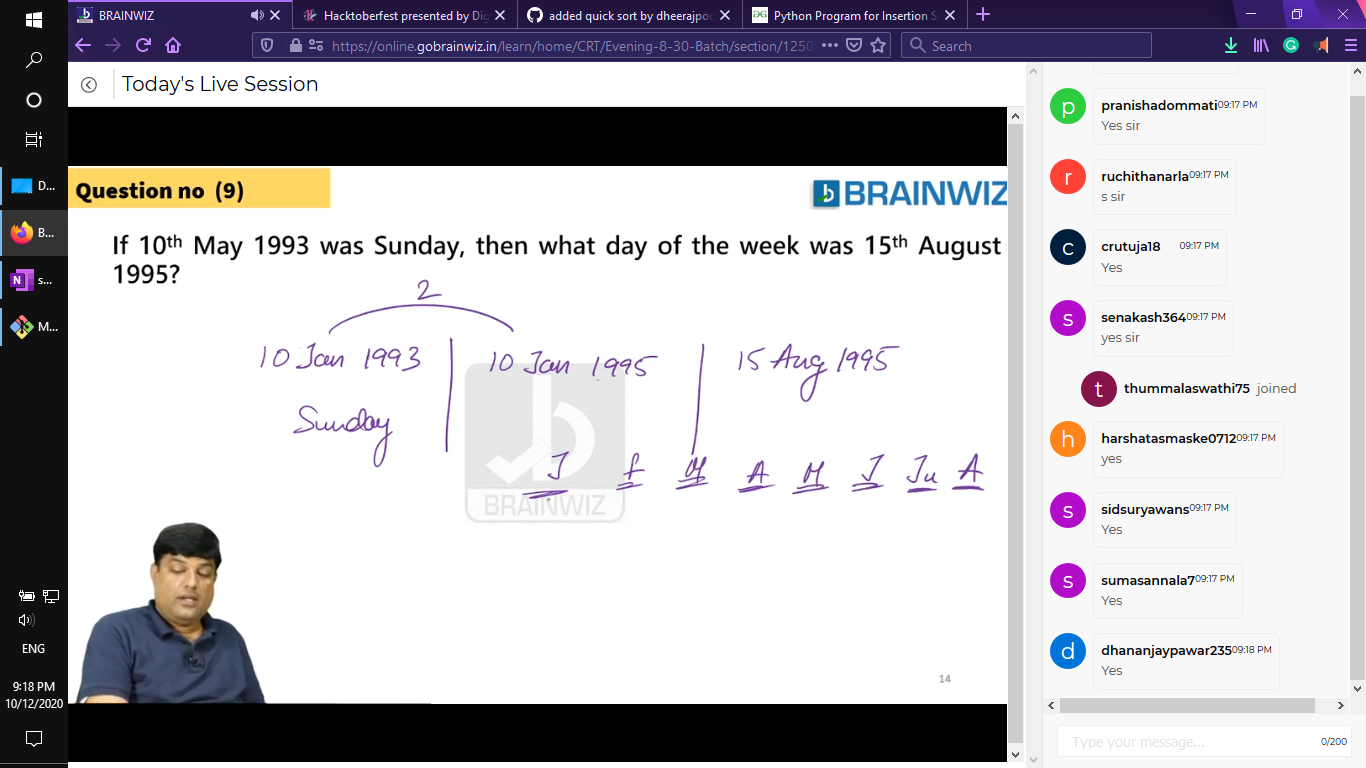 BRAINWIZ
Hacktoberfest presented by Dig
added quick sort by dheerajpoo
Python Program for Insertion S
https://online.gobrainwiz.in/learn/home/CRT/Evening-8-30-Batch/section/1250
Search
Today's Live Session
Question no (9)
BRAINWIZ
If 10th May 1993 was Sunday, then what day of the week was 15th August
1995?
2
10 Jan 1993
10 Jan 1995
15 Aug 1995
Sunday
J f M A M J Ju A
BRAINWIZ
14
pranishadommati 09:17 PM
Yes sir
ruchithanarla 09:17 PM
s sir
crutuja18 09:17 PM
Yes
senakash364 09:17 PM
yes sir
thummalaswathi75 joined
harshatasmaske0712 09:17 PM
yes
sidsuryawans 09:17 PM
Yes
sumasannala7 09:17 PM
Yes
dhananjaypawar235 09:18 PM
Yes
Type your message...
0/200
D...
B...
s...
M...
ENG
9:18 PM
10/12/2020
p
r
c
s
t
h
s
s
d